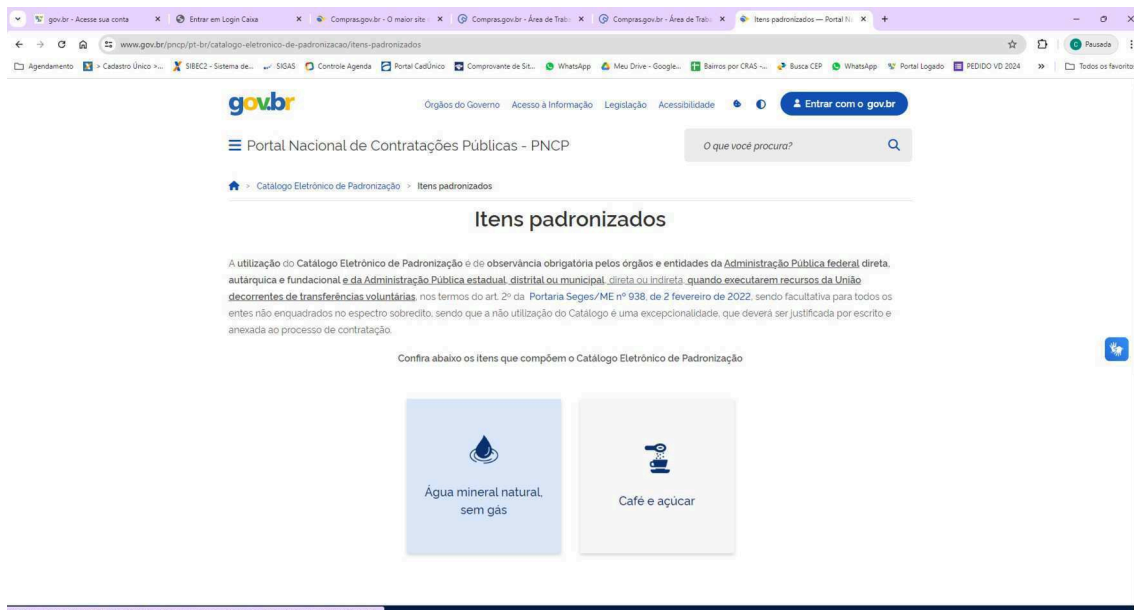 gov.br - Acesse sua conta
Entrar em Login Caixa
Compras.gov.br - O maior site
Compras.gov.br - Área de Trab
Compras.gov.br - Área de Trab
Itens padronizados — Portal N
www.gov.br/pncp/pt-br/catalogo-eletronico-de-padronizacao/itens-padronizados
Pausada
Agendamento
> Cadastro Único >...
SIBEC2 - Sistema de...
SIGAS
Controle Agenda
Portal CadÚnico
Comprovante de Sit...
WhatsApp
Meu Drive - Google...
Bairros por CRAS -...
Busca CEP
WhatsApp
Portal Logado
PEDIDO VD 2024
»
Todos os favoritos
gov.br
Órgãos do Governo Acesso à Informação Legislação Acessibilidade
Entrar com o gov.br
Portal Nacional de Contratações Públicas - PNCP
O que você procura?
> Catálogo Eletrônico de Padronização > Itens padronizados
Itens padronizados
A utilização do Catálogo Eletrônico de Padronização é de observância obrigatória pelos órgãos e entidades da Administração Pública federal direta,
autárquica e fundacional e da Administração Pública estadual, distrital ou municipal, direta ou indireta, quando executarem recursos da União
decorrentes de transferências voluntárias, nos termos do art. 2º da Portaria Seges/ME nº 938, de 2 fevereiro de 2022, sendo facultativa para todos os
entes não enquadrados no espectro sobredito, sendo que a não utilização do Catálogo é uma excepcionalidade, que deverá ser justificada por escrito e
anexada ao processo de contratação.
Confira abaixo os itens que compõem o Catálogo Eletrônico de Padronização
Água mineral natural,
sem gás
Café e açúcar